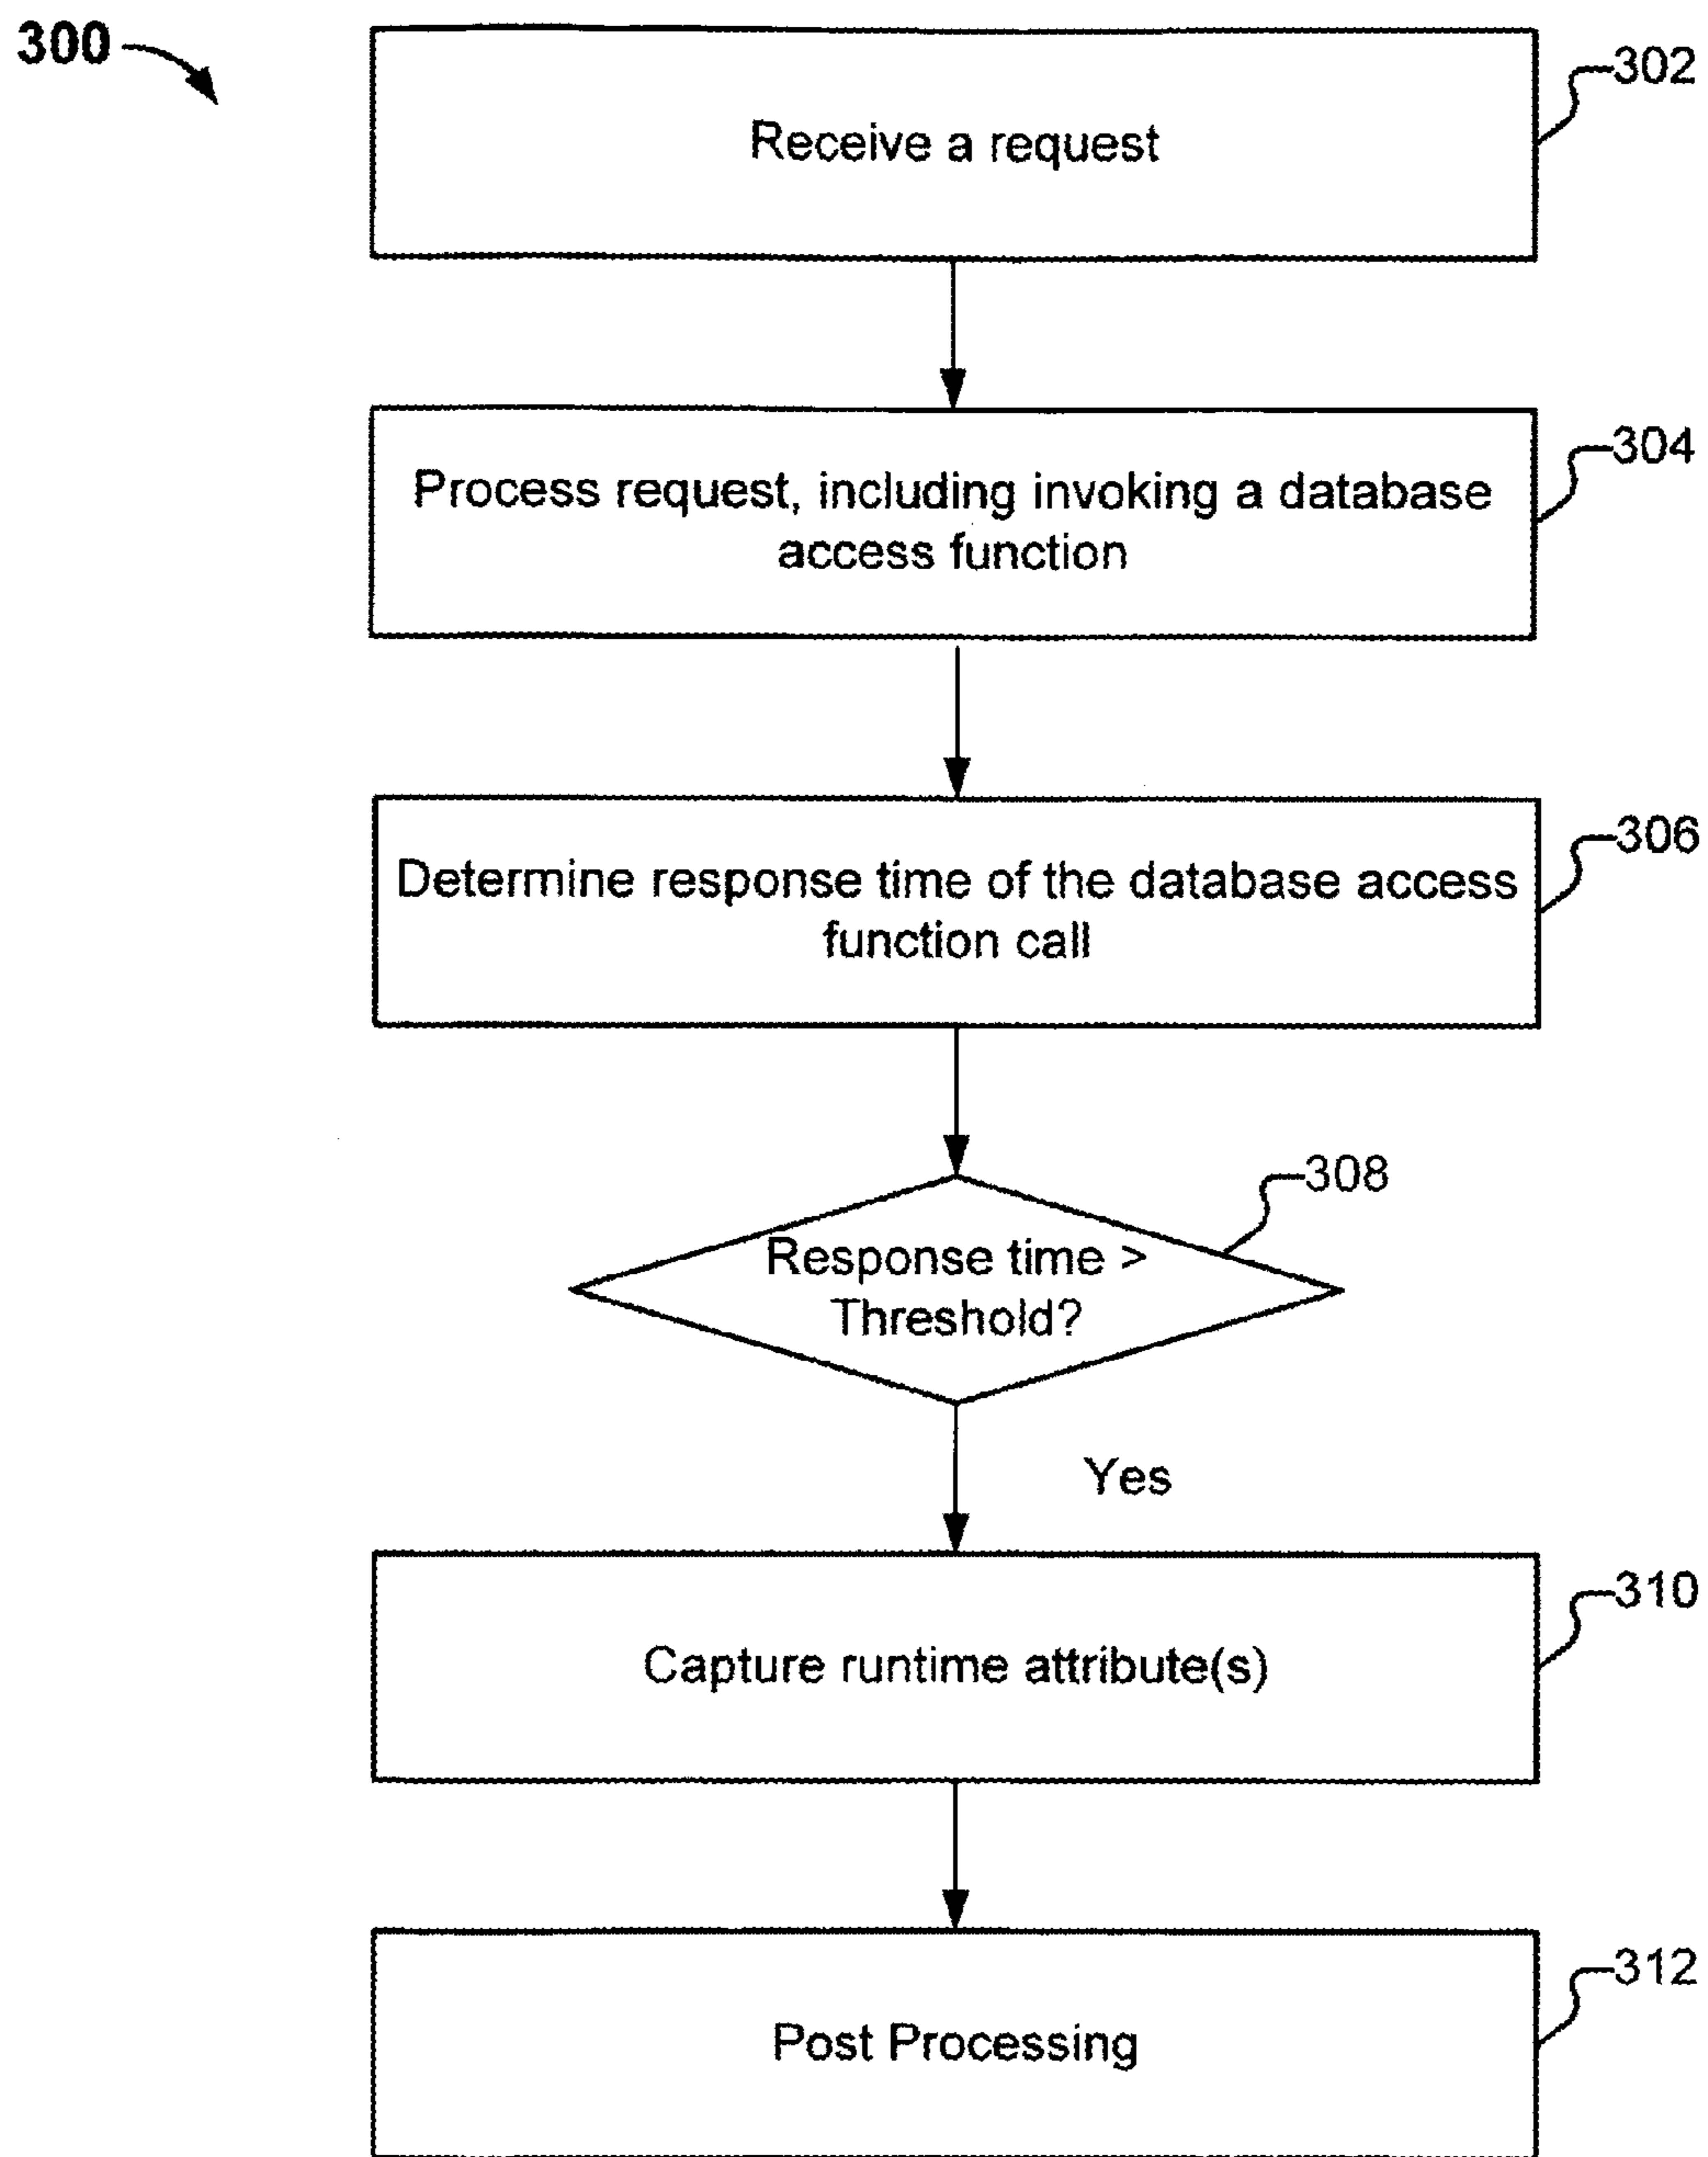 300
302
Receive a request
304
Process request, including invoking a database
access function
306
Determine response time of the database access
function call
308
Response time >
Threshold?
Yes
310
Capture runtime attribute(s)
312
Post Processing